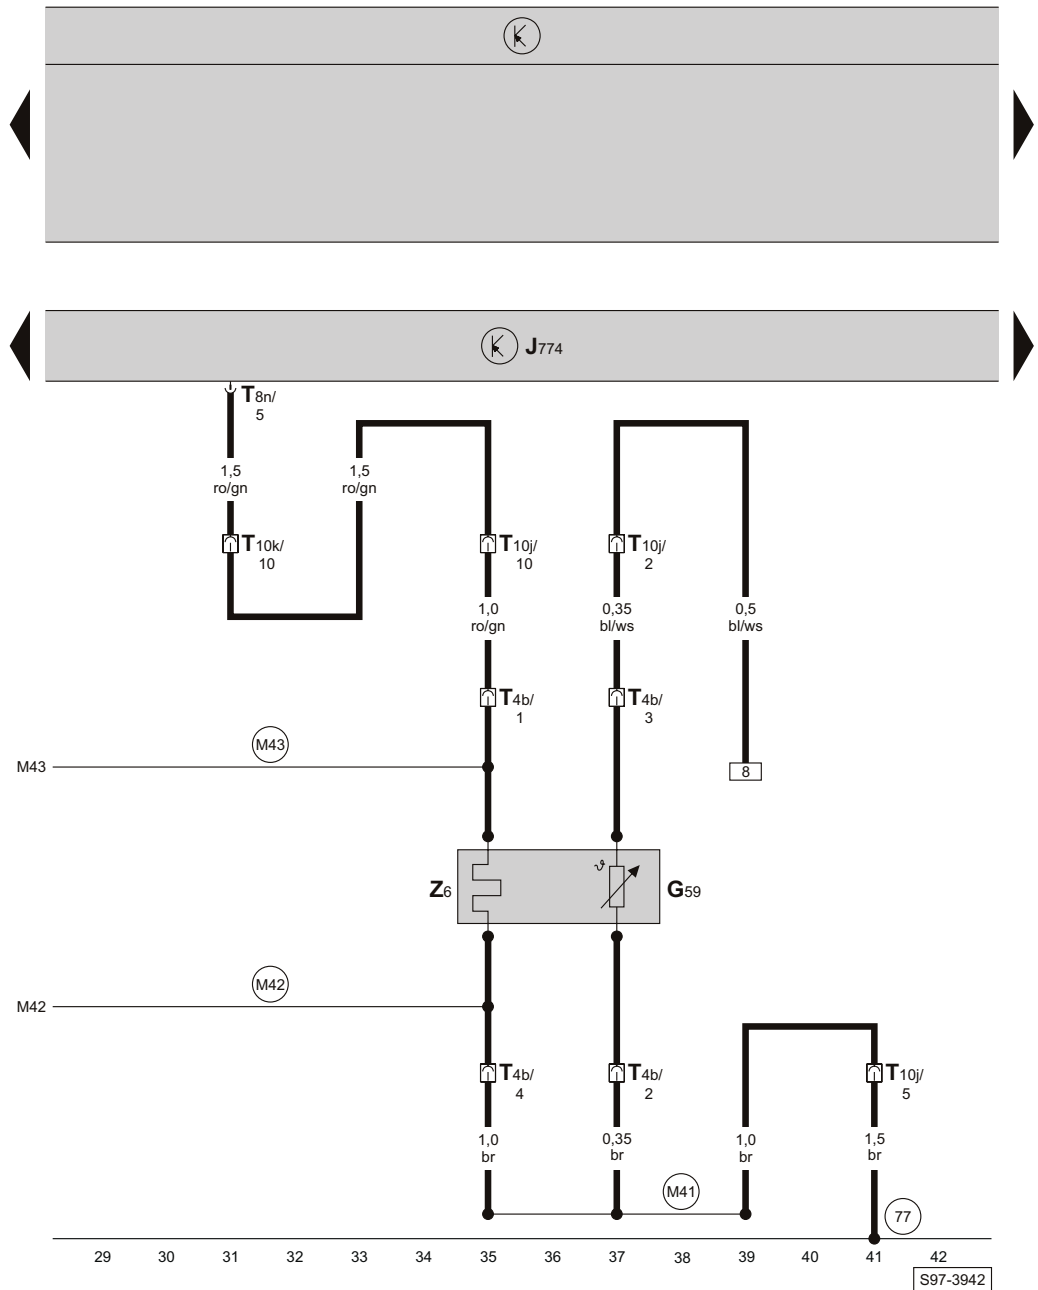 J774
T8n/
5
1,5
ro/gn
1,5
ro/gn
T10k/
10
T10j/
10
T10j/
2
1,0
ro/gn
0,35
bl/ws
0,5
bl/ws
T4b/
1
T4b/
3
M43
M43
8
Z6
ϑ
G59
M42
M42
T4b/
4
T4b/
2
T10j/
5
1,0
br
0,35
br
1,0
br
1,5
br
M41
77
29 30 31 32 33 34 35 36 37 38 39 40 41 42
S97-3942